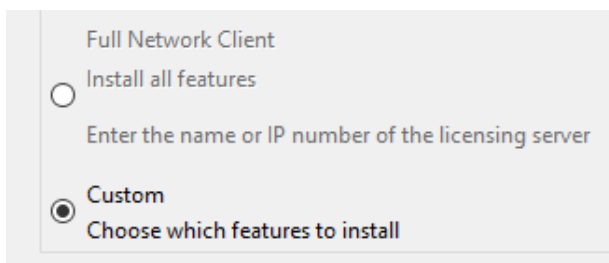 Full Network Client
Install all features
Enter the name or IP number of the licensing server
Custom
Choose which features to install